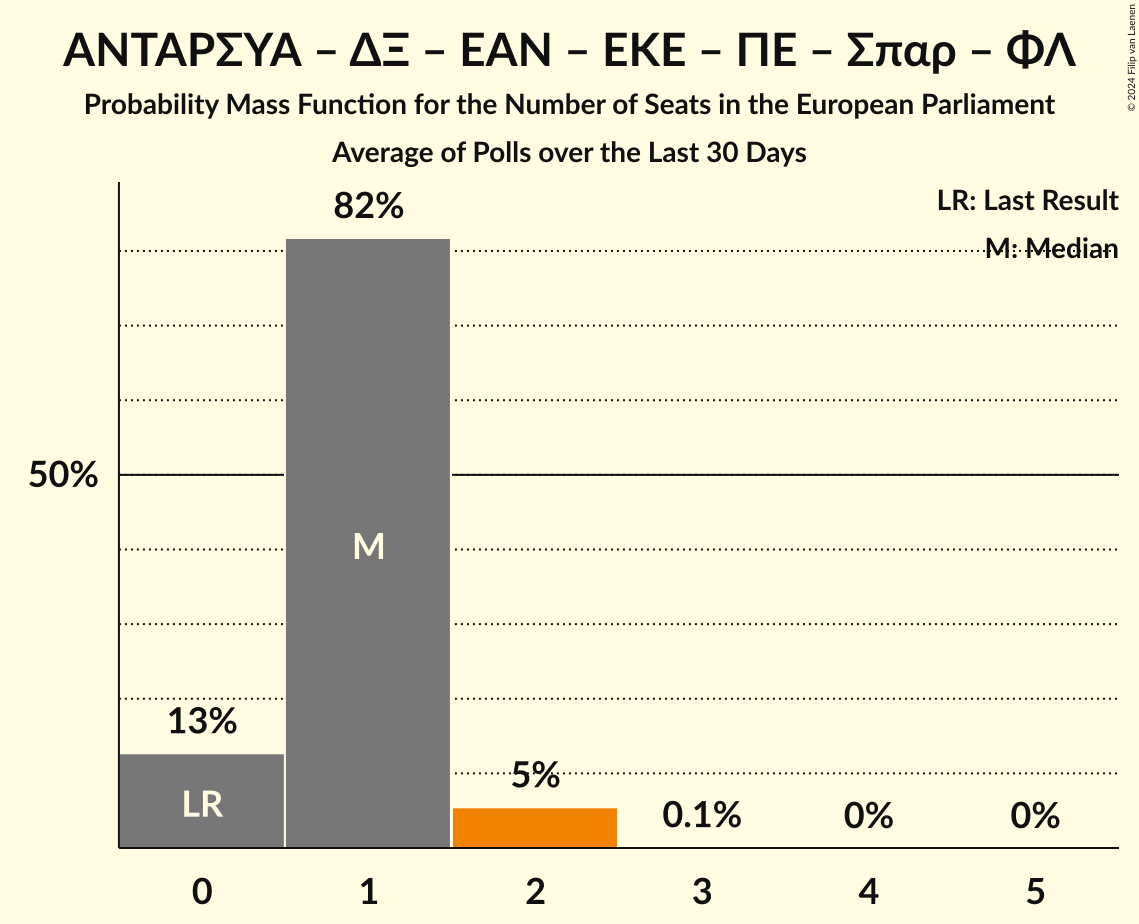 ΑΝΤΑΡΣΥΑ – ΔΞ – ΕΑΝ – ΕΚΕ – ΠΕ – Σπαρ – ΦΛ
Probability Mass Function for the Number of Seats in the European Parliament
Average of Polls over the Last 30 Days
© 2024 Filip van Laenen
LR: Last Result
M: Median
82%
50%
M
13%
LR
5%
0.1%
0%
0%
0 1 2 3 4 5